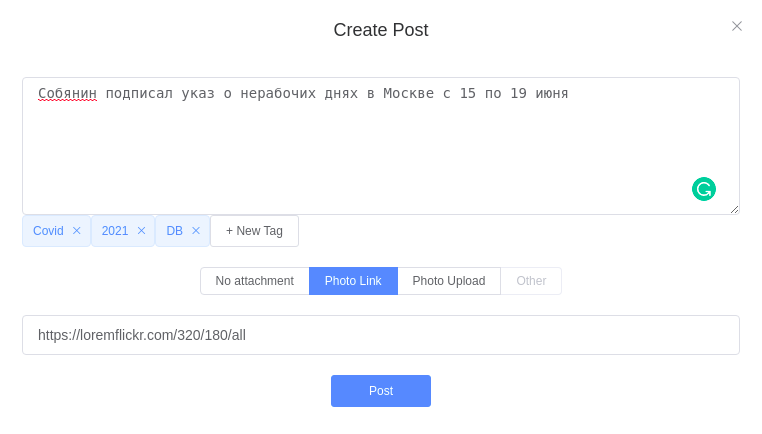 Create Post
Собянин подписал указ о нерабочих днях в Москве с 15 по 19 июня
Covid 2021 DB + New Tag
No attachment Photo Link Photo Upload Other
https://loremflickr.com/320/180/all
Post